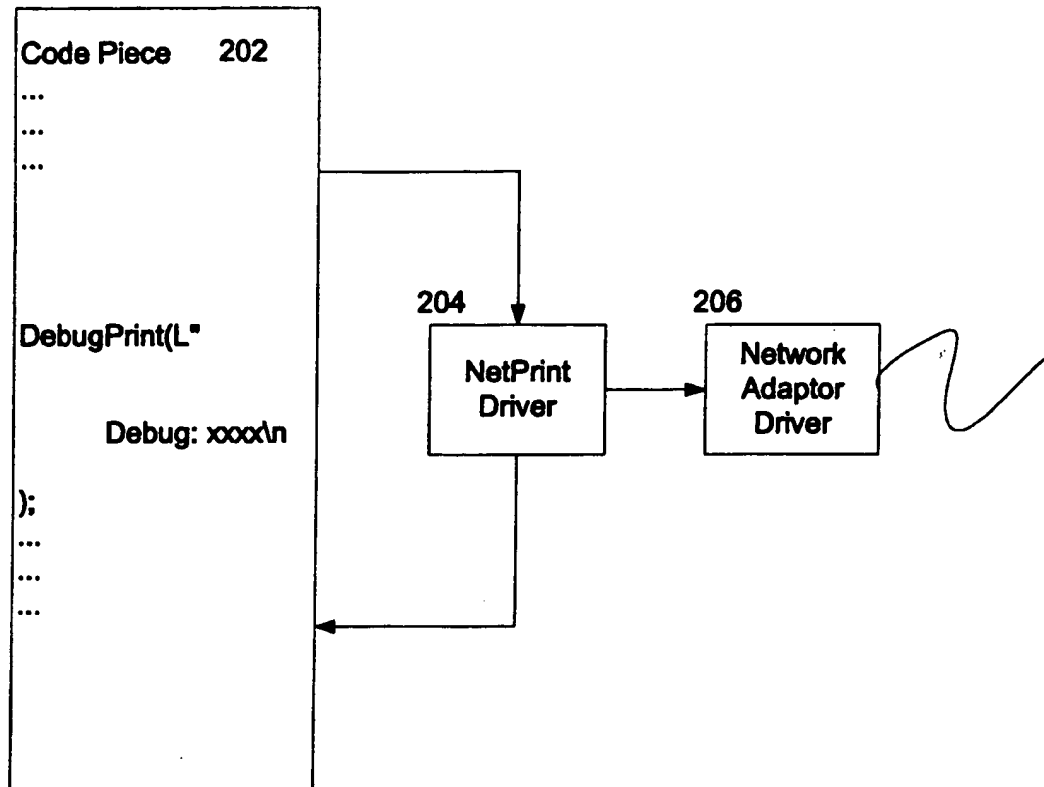 Code Piece 202
...
...
...
204
206
DebugPrint(L"
NetPrint
Driver
Network
Adaptor
Driver
Debug: xxxx\n
);
...
...
...